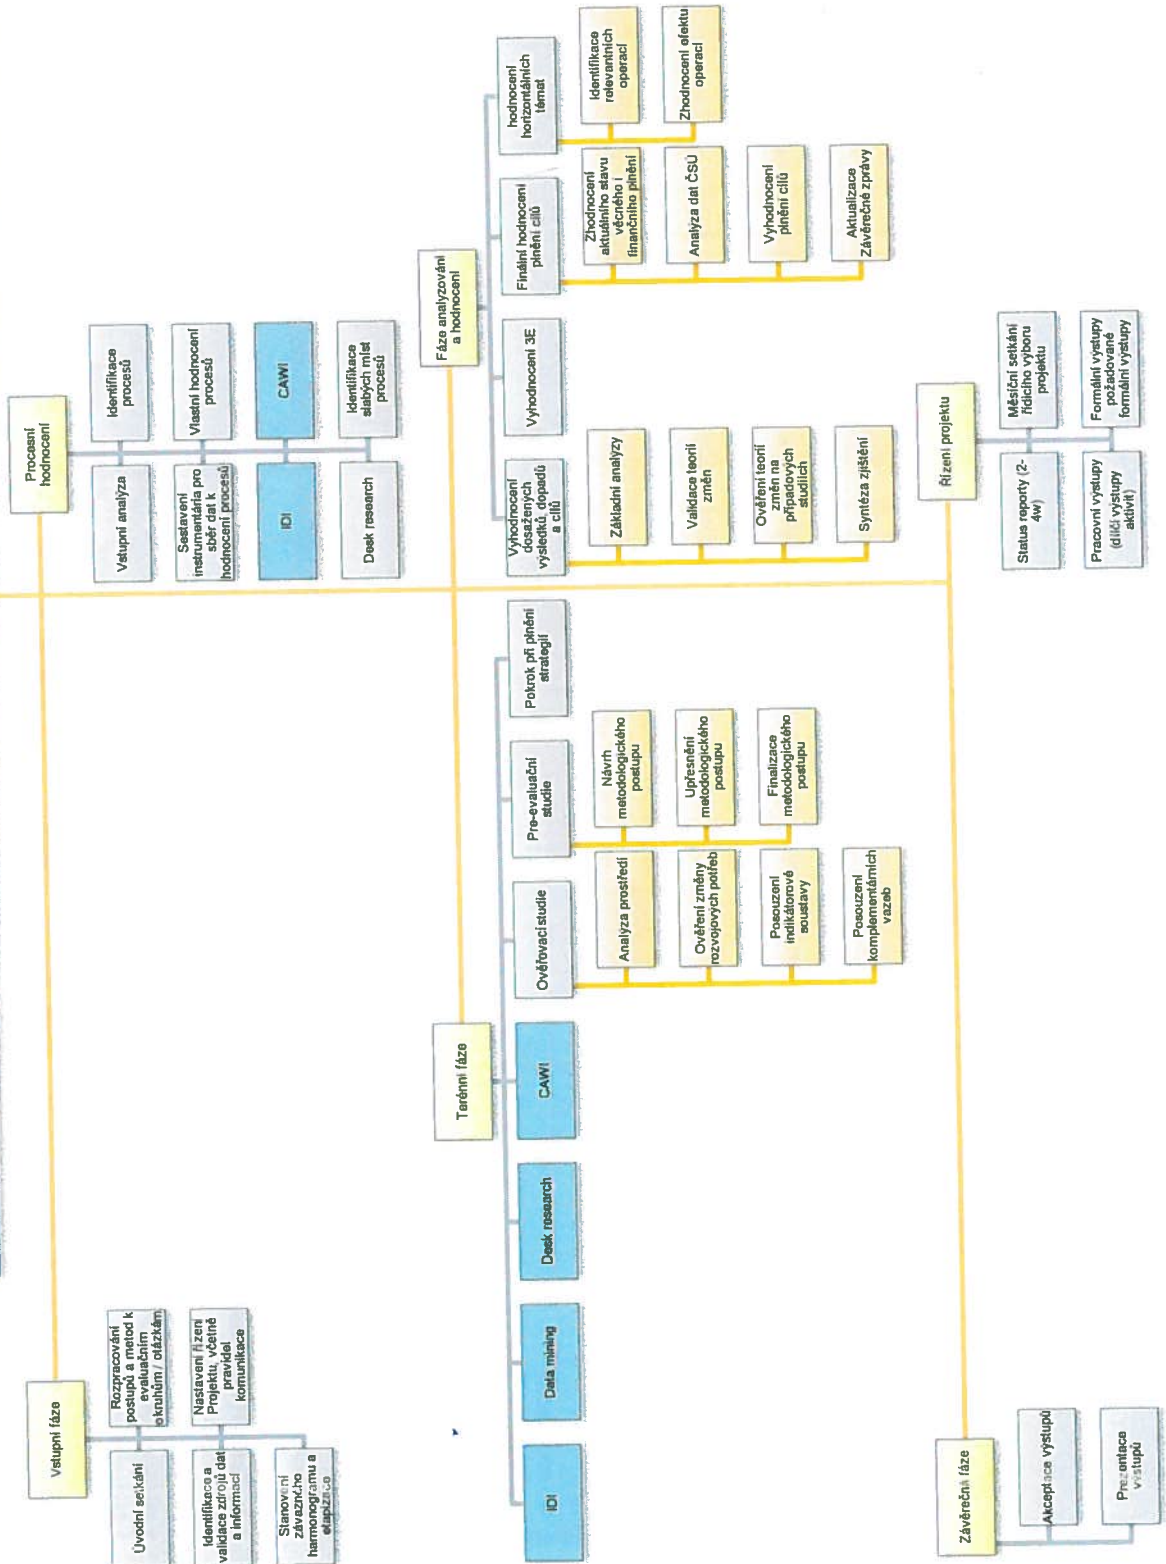 Vstupní fáze
Úvodní setkání
Rozpracování
postupů a metod k
evaluačním
okruhům / otázkám
Identifikace a
validace zdrojů dat
a informací
Nastavení řízení
Projektu, včetně
pravidel
komunikace
Stanovení
závazného
harmonogramu a
etapizace
Procesní
hodnocení
Vstupní analýza
Identifikace
procesů
Sestavení
instrumentária pro
sběr dat k
hodnocení procesů
Vlastní hodnocení
procesů
IDI
CAWI
Desk research
Identifikace
slabých míst
procesů
Terénní fáze
IDI
Data mining
Desk research
CAWI
Ověřovací studie
Analýza prostředí
Ověření změny
rozvojových potřeb
Posouzení
indikátorové
soustavy
Posouzení
komplementárních
vazeb
Pre-evaluační
studie
Návrh
metodologického
postupu
Upřesnění
metodologického
postupu
Finalizace
metodologického
postupu
Pokrok při plnění
strategií
Fáze analyzování
a hodnocení
Vyhodnocení
dosažených
výsledků, dopadů
a cílů
Základní analýzy
Validace teorií
změn
Ověření teorií
změn na
případových
studiích
Syntéza zjištění
Vyhodnocení 3E
Finální hodnocení
plnění cílů
Zhodnocení
aktuálního stavu
věcného i
finančního plnění
Analýza dat ČSÚ
Vyhodnocení
plnění cílů
Aktualizace
Závěrečné zprávy
hodnocení
horizontálních
témat
Identifikace
relevantních
operací
Zhodnocení efektu
operací
Závěrečná fáze
Akceptace výstupů
Prezentace
výstupů
Řízení projektu
Status reporty (2-
4w)
Měsíční setkání
řídicího výboru
projektu
Pracovní výstupy
(dílčí výstupy
aktivit)
Formální výstupy
požadované
formální výstupy